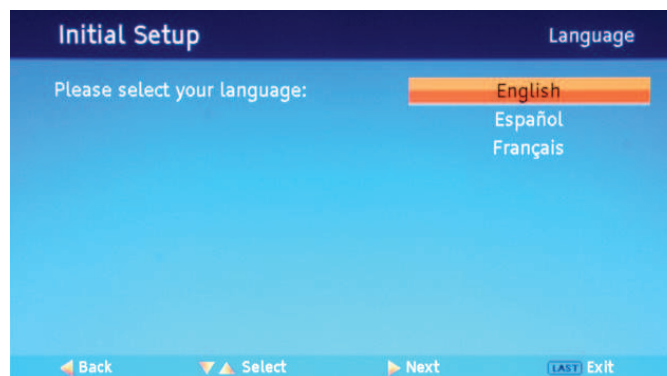 Initial Setup Language
Please select your language: English
Español
Français
Back Select Next LAST Exit